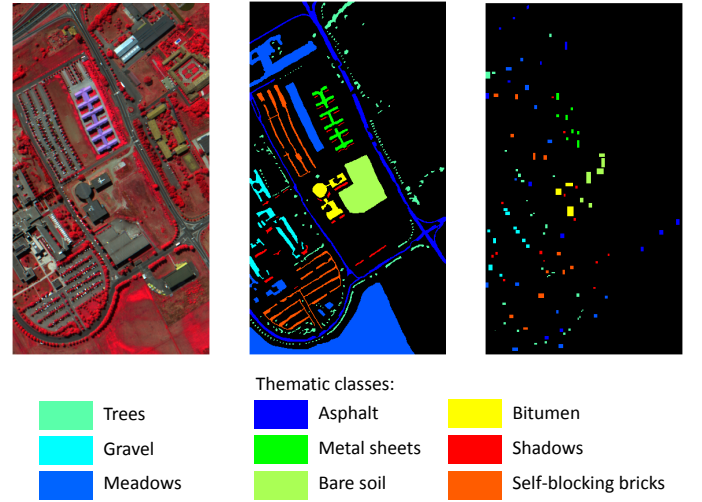 Thematic classes:
Trees
Asphalt
Bitumen
Gravel
Metal sheets
Shadows
Meadows
Bare soil
Self-blocking bricks